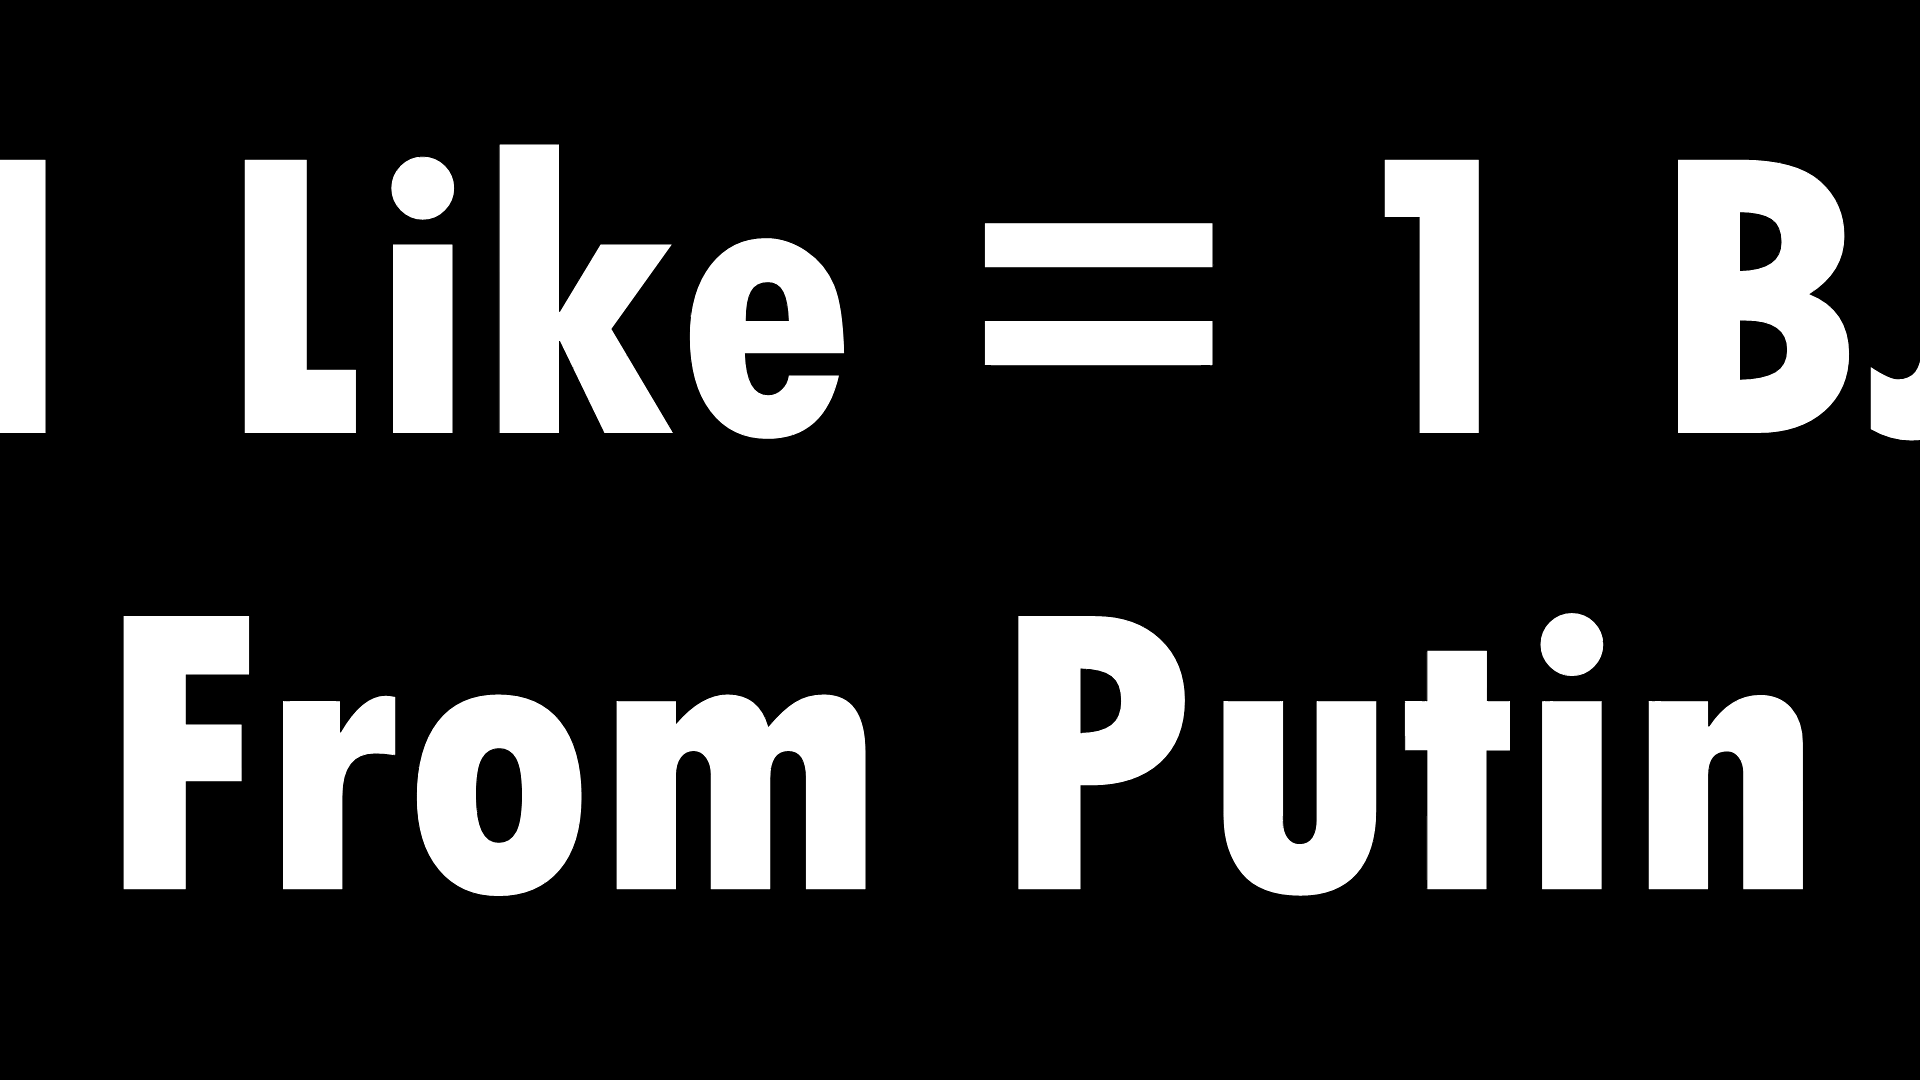 1 Like = 1 Bj
From Putin